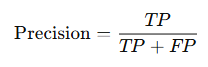 Precision = TP / TP + FP